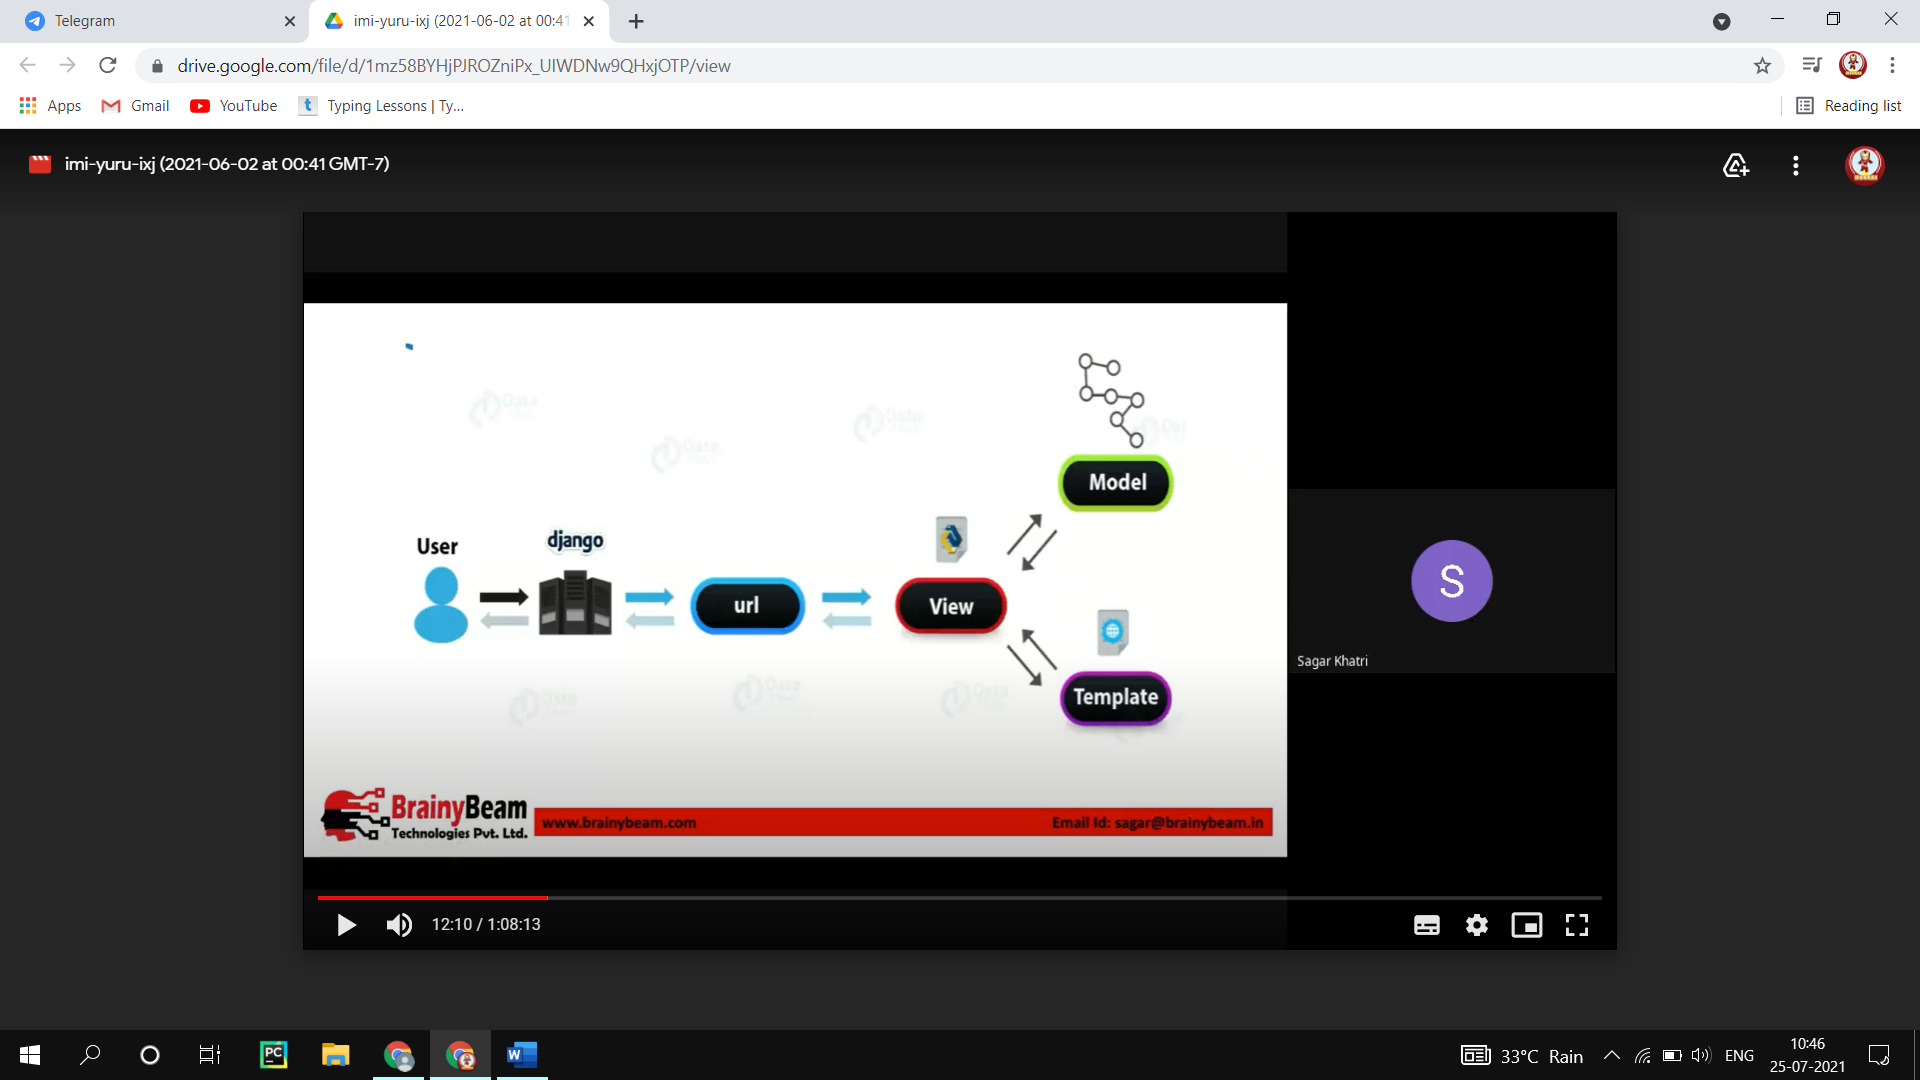 Telegram
imi-yuru-ixj (2021-06-02 at 00:41
drive.google.com/file/d/1mz58BYHjPJROZniPx_UIWDNw9QHxjOTP/view
Apps
Gmail
YouTube
Typing Lessons | Ty...
Reading list
imi-yuru-ixj (2021-06-02 at 00:41 GMT-7)
Model
User
django
url
View
Template
S
Sagar Khatri
BrainyBeam
Technologies Pvt. Ltd.
www.brainybeam.com
Email Id: sagar@brainybeam.in
12:10 / 1:08:13
PC
W
33°C Rain
ENG
10:46
25-07-2021